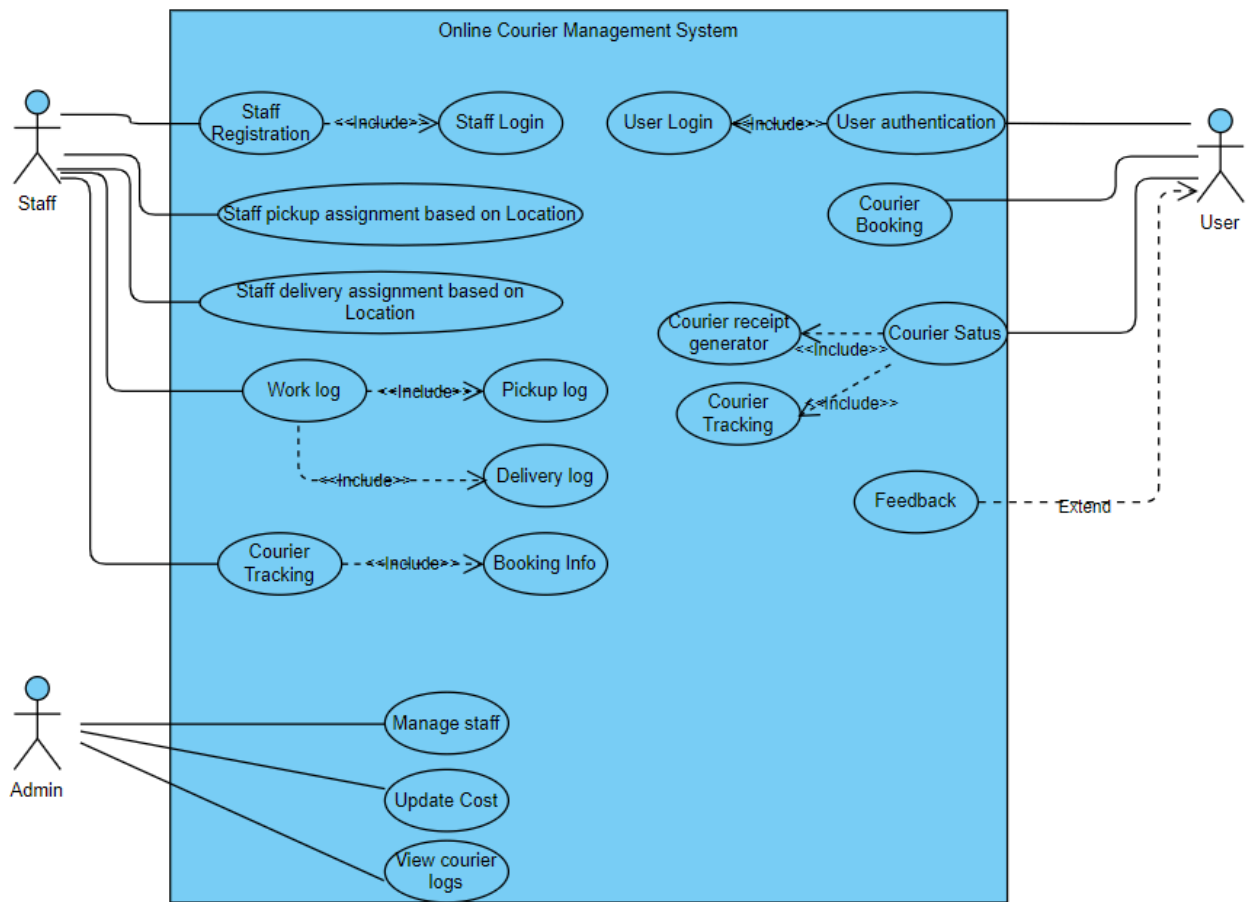 Online Courier Management System
Staff
Registration
<<Include>>
Staff Login
User Login
<<Include>>
User authentication
Staff
User
Staff pickup assignment based on Location
Courier
Booking
Staff delivery assignment based on
Location
Courier receipt
generator
<<Include>>
Courier Satus
Work log
<<Include>>
Pickup log
Courier
Tracking
<<Include>>
<<Include>>
Delivery log
Feedback
Extend
Courier
Tracking
<<Include>>
Booking Info
Admin
Manage staff
Update Cost
View courier
logs